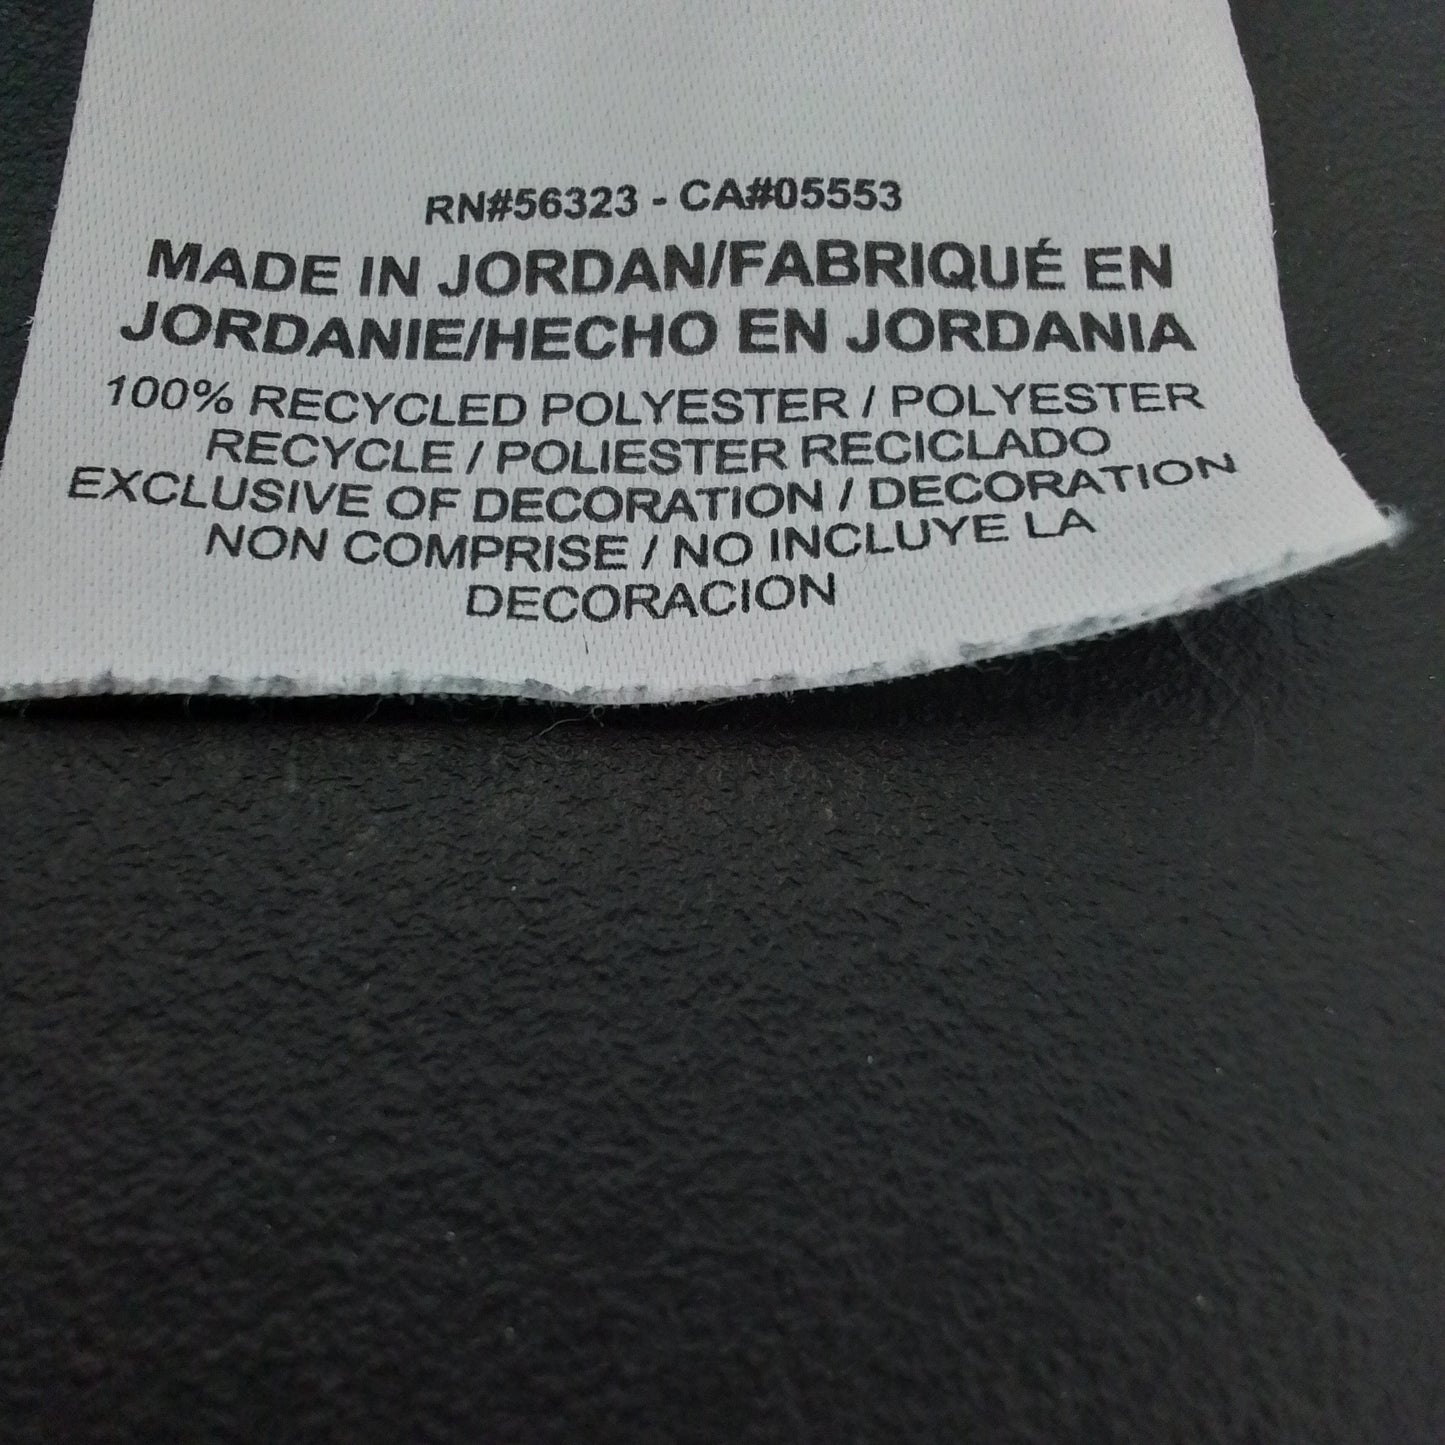 RN#56323 - CA#05553
MADE IN JORDAN/FABRIQUÉ EN
JORDANIE/HECHO EN JORDANIA
100% RECYCLED POLYESTER / POLYESTER
RECYCLE / POLIESTER RECICLADO
EXCLUSIVE OF DECORATION / DECORATION
NON COMPRISE / NO INCLUYE LA
DECORACION